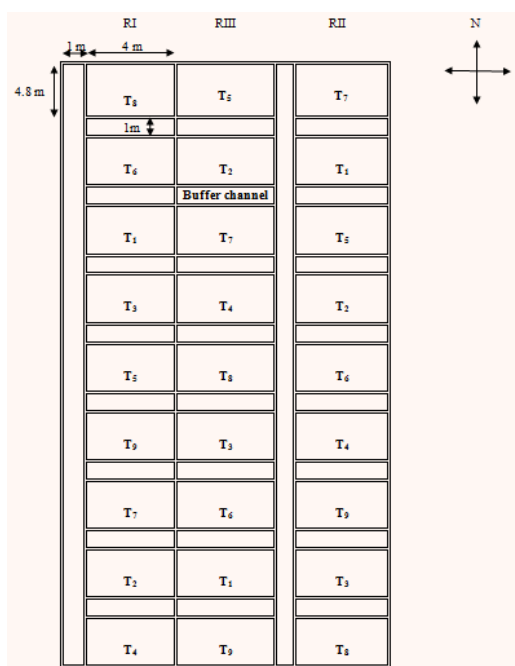 RI RIII RII N
1 m 4 m
4.8 m
T₈ T₅ T₇
1m
T₆ T₂ T₁
Buffer channel
T₁ T₇ T₅
T₃ T₄ T₂
T₅ T₈ T₆
T₉ T₃ T₄
T₇ T₆ T₉
T₂ T₁ T₃
T₄ T₉ T₈